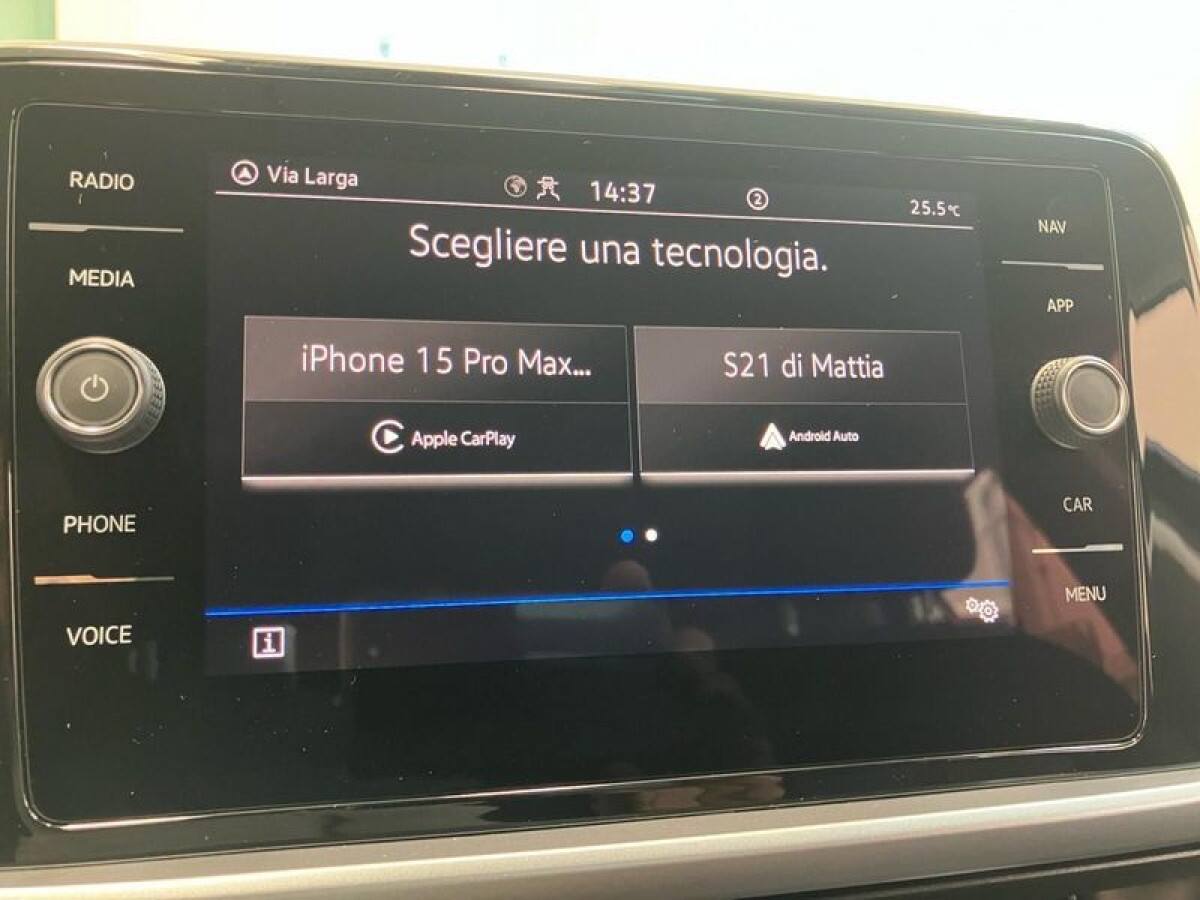 RADIO
MEDIA
PHONE
VOICE
Via Larga
14:37
2
25.5°C
Scegliere una tecnologia.
iPhone 15 Pro Max...
Apple CarPlay
S21 di Mattia
Android Auto
i
NAV
APP
CAR
MENU